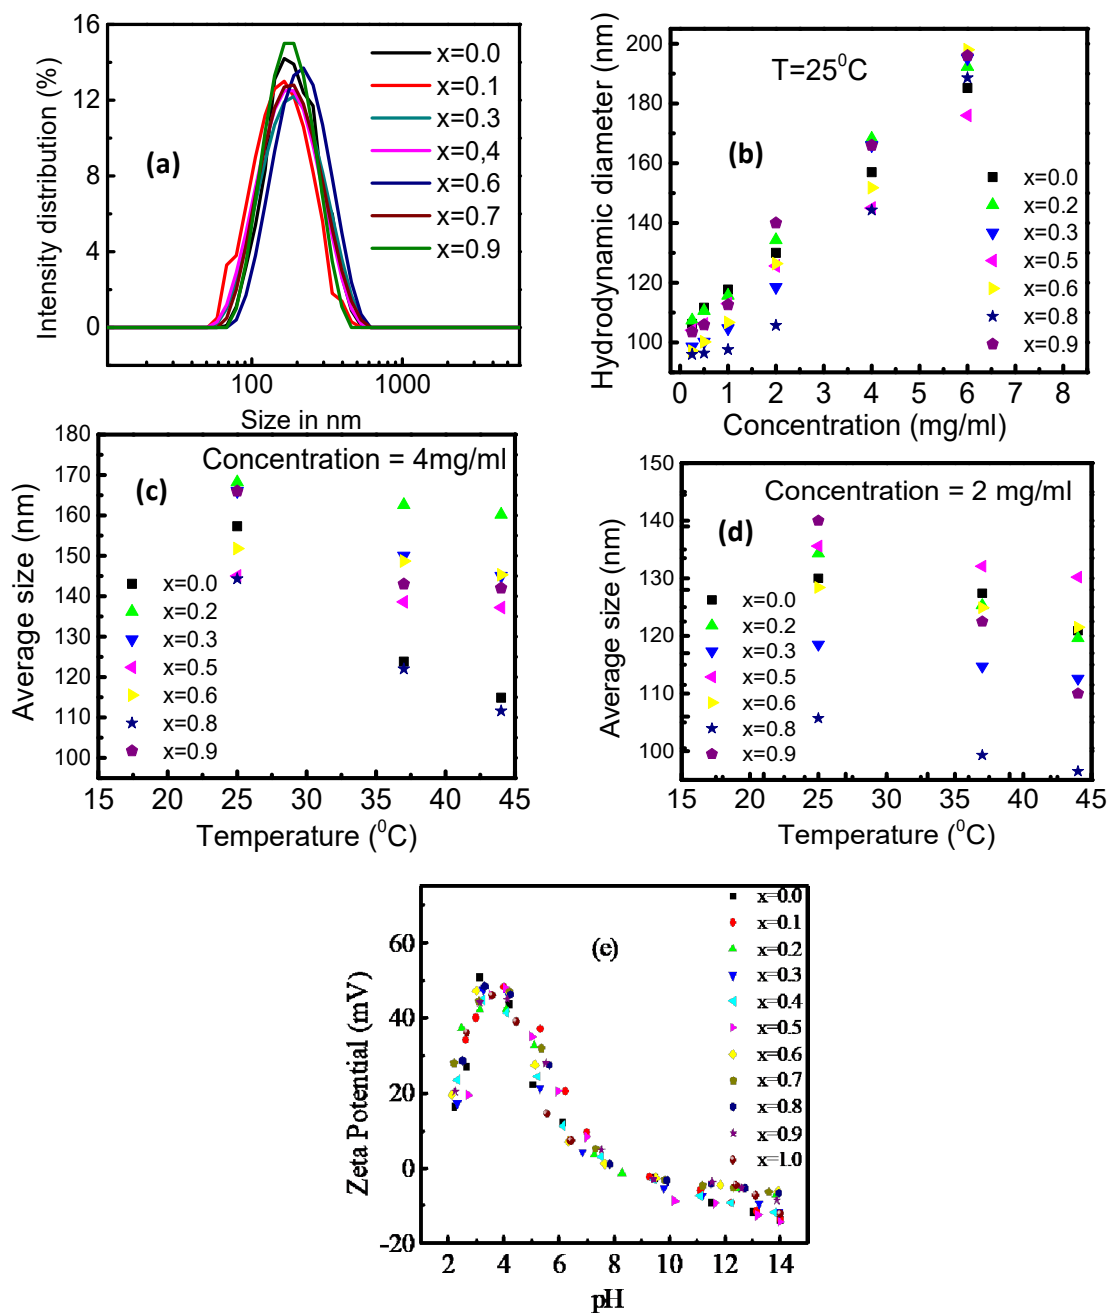 16
12
8
4
0
Intensity distribution (%)
(a)
x=0.0
x=0.1
x=0.3
x=0,4
x=0.6
x=0.7
x=0.9
100
1000
Size in nm
200
180
160
140
120
100
Hydrodynamic diameter (nm)
T=25⁰C
(b)
x=0.0
x=0.2
x=0.3
x=0.5
x=0.6
x=0.8
x=0.9
0 1 2 3 4 5 6 7 8
Concentration (mg/ml)
180
170
160
150
140
130
120
110
100
Average size (nm)
Concentration = 4mg/ml
(c)
x=0.0
x=0.2
x=0.3
x=0.5
x=0.6
x=0.8
x=0.9
15 20 25 30 35 40 45
Temperature (⁰C)
150
140
130
120
110
100
Average size (nm)
Concentration = 2 mg/ml
(d)
x=0.0
x=0.2
x=0.3
x=0.5
x=0.6
x=0.8
x=0.9
15 20 25 30 35 40 45
Temperature (⁰C)
60
40
20
0
-20
Zeta Potential (mV)
(e)
x=0.0
x=0.1
x=0.2
x=0.3
x=0.4
x=0.5
x=0.6
x=0.7
x=0.8
x=0.9
x=1.0
2 4 6 8 10 12 14
pH